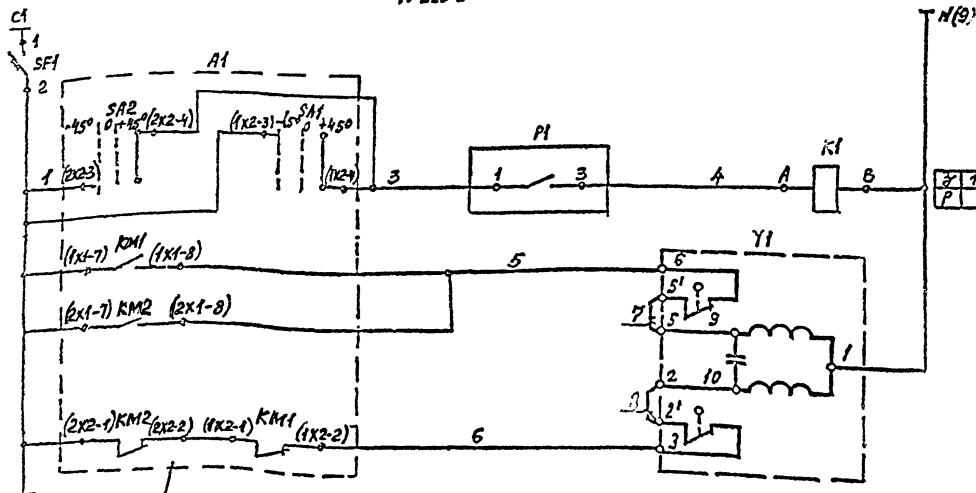 C1
N(9)
1
SF1
2
A1
-45° SA2 0 +45° (2X2-4)
(1X2-3) -45° SA1 0 +45°
P1
K1
1 (2X2-3)
(1X2-4) 3
1 3
4 A B
У 1
P
Y1
(1X1-7) KM1 (1X1-8)
5
6
5'
9
(2X1-7) KM2 (2X1-8)
7 5
1
2 10
2'
(2X2-1) KM2 (2X2-2) (1X2-1) KM1 (1X2-2)
6
3